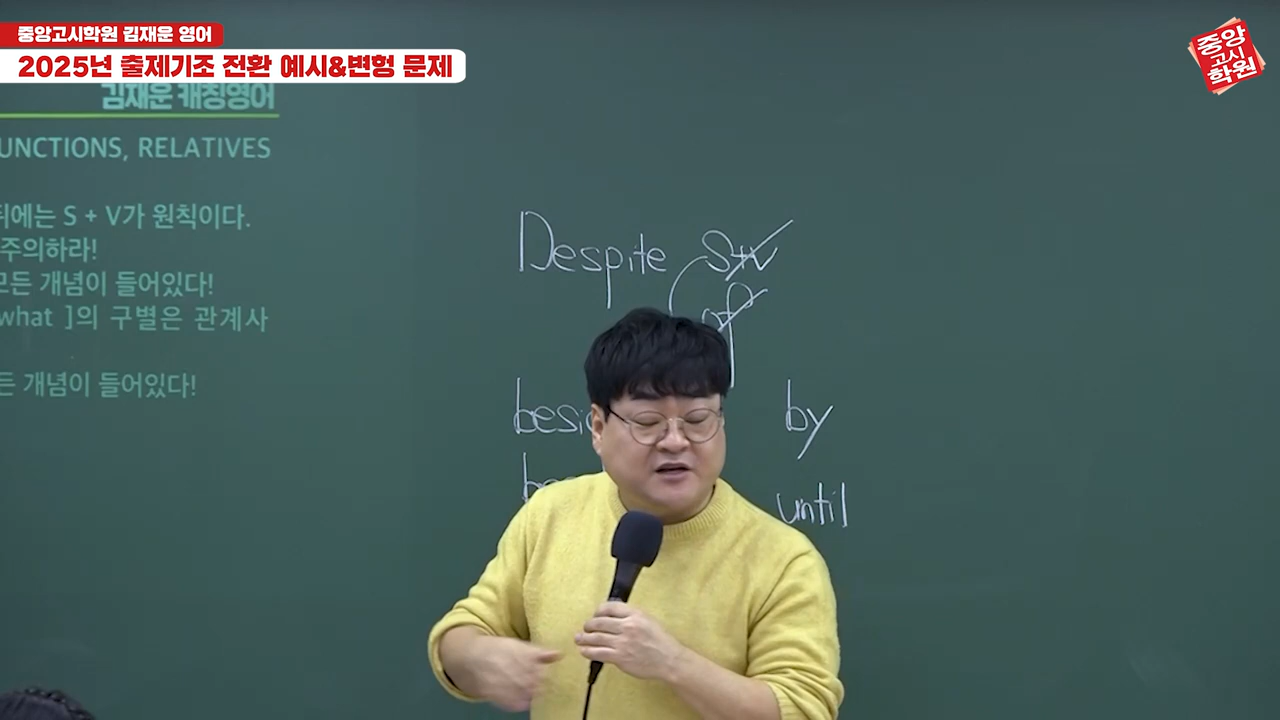 중앙고시학원 김재운 영어
2025년 출제기조 전환 예시&변형 문제
중앙
고시
학원
김재운 캐칭영어
UNCTIONS, RELATIVES
뒤에는 S + V가 원칙이다.
주의하라!
모든 개념이 들어있다!
what ]의 구별은 관계사
든 개념이 들어있다!
Despite S+V
of
by
until